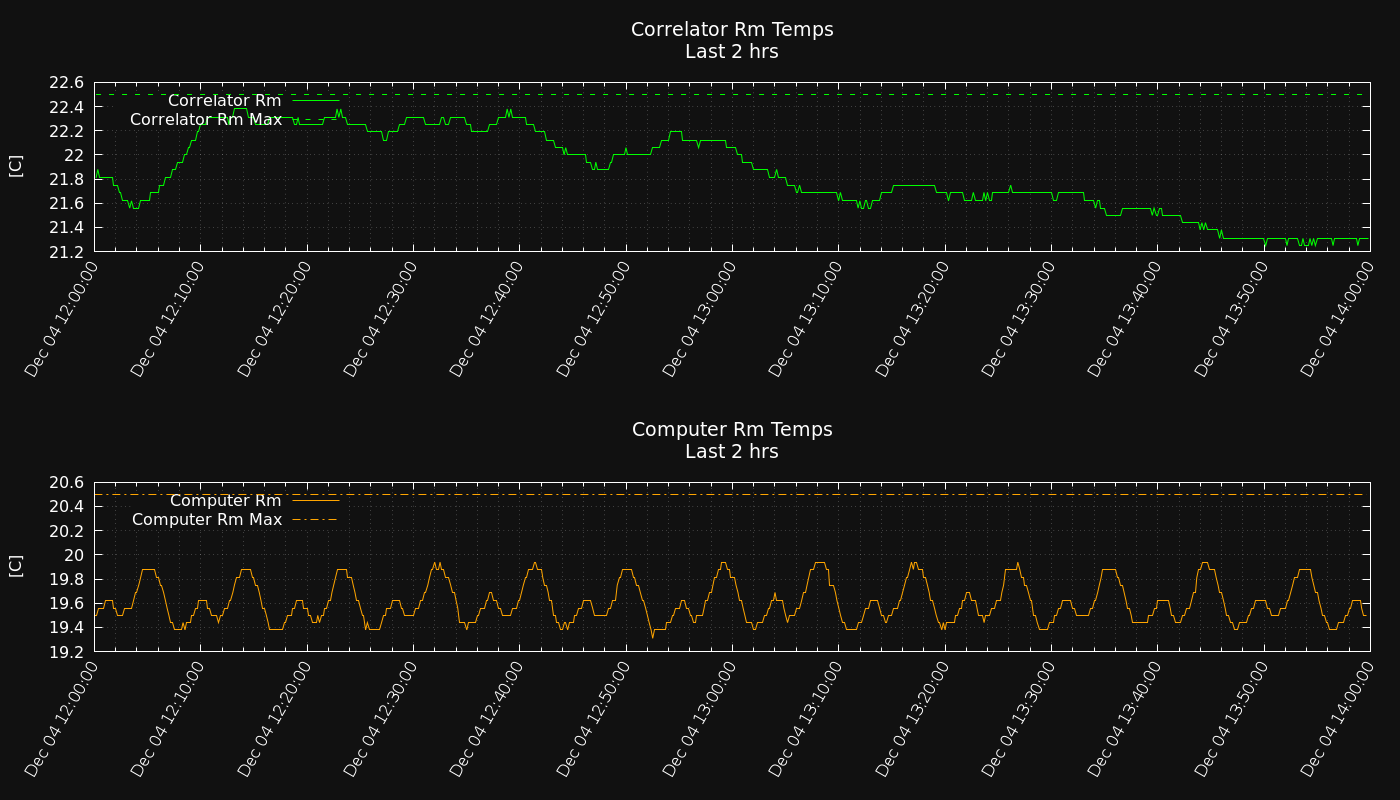 Correlator Rm Temps
Last 2 hrs
22.6
22.4
22.2
22
21.8
21.6
21.4
21.2
[C]
Correlator Rm
Correlator Rm Max
Dec 04 12:00:00
Dec 04 12:10:00
Dec 04 12:20:00
Dec 04 12:30:00
Dec 04 12:40:00
Dec 04 12:50:00
Dec 04 13:00:00
Dec 04 13:10:00
Dec 04 13:20:00
Dec 04 13:30:00
Dec 04 13:40:00
Dec 04 13:50:00
Dec 04 14:00:00
Computer Rm Temps
Last 2 hrs
20.6
20.4
20.2
20
19.8
19.6
19.4
19.2
[C]
Computer Rm
Computer Rm Max
Dec 04 12:00:00
Dec 04 12:10:00
Dec 04 12:20:00
Dec 04 12:30:00
Dec 04 12:40:00
Dec 04 12:50:00
Dec 04 13:00:00
Dec 04 13:10:00
Dec 04 13:20:00
Dec 04 13:30:00
Dec 04 13:40:00
Dec 04 13:50:00
Dec 04 14:00:00